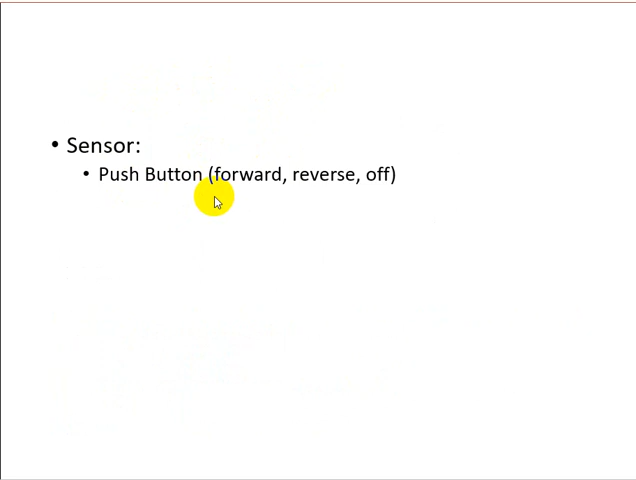 • Sensor:
• Push Button (forward, reverse, off)